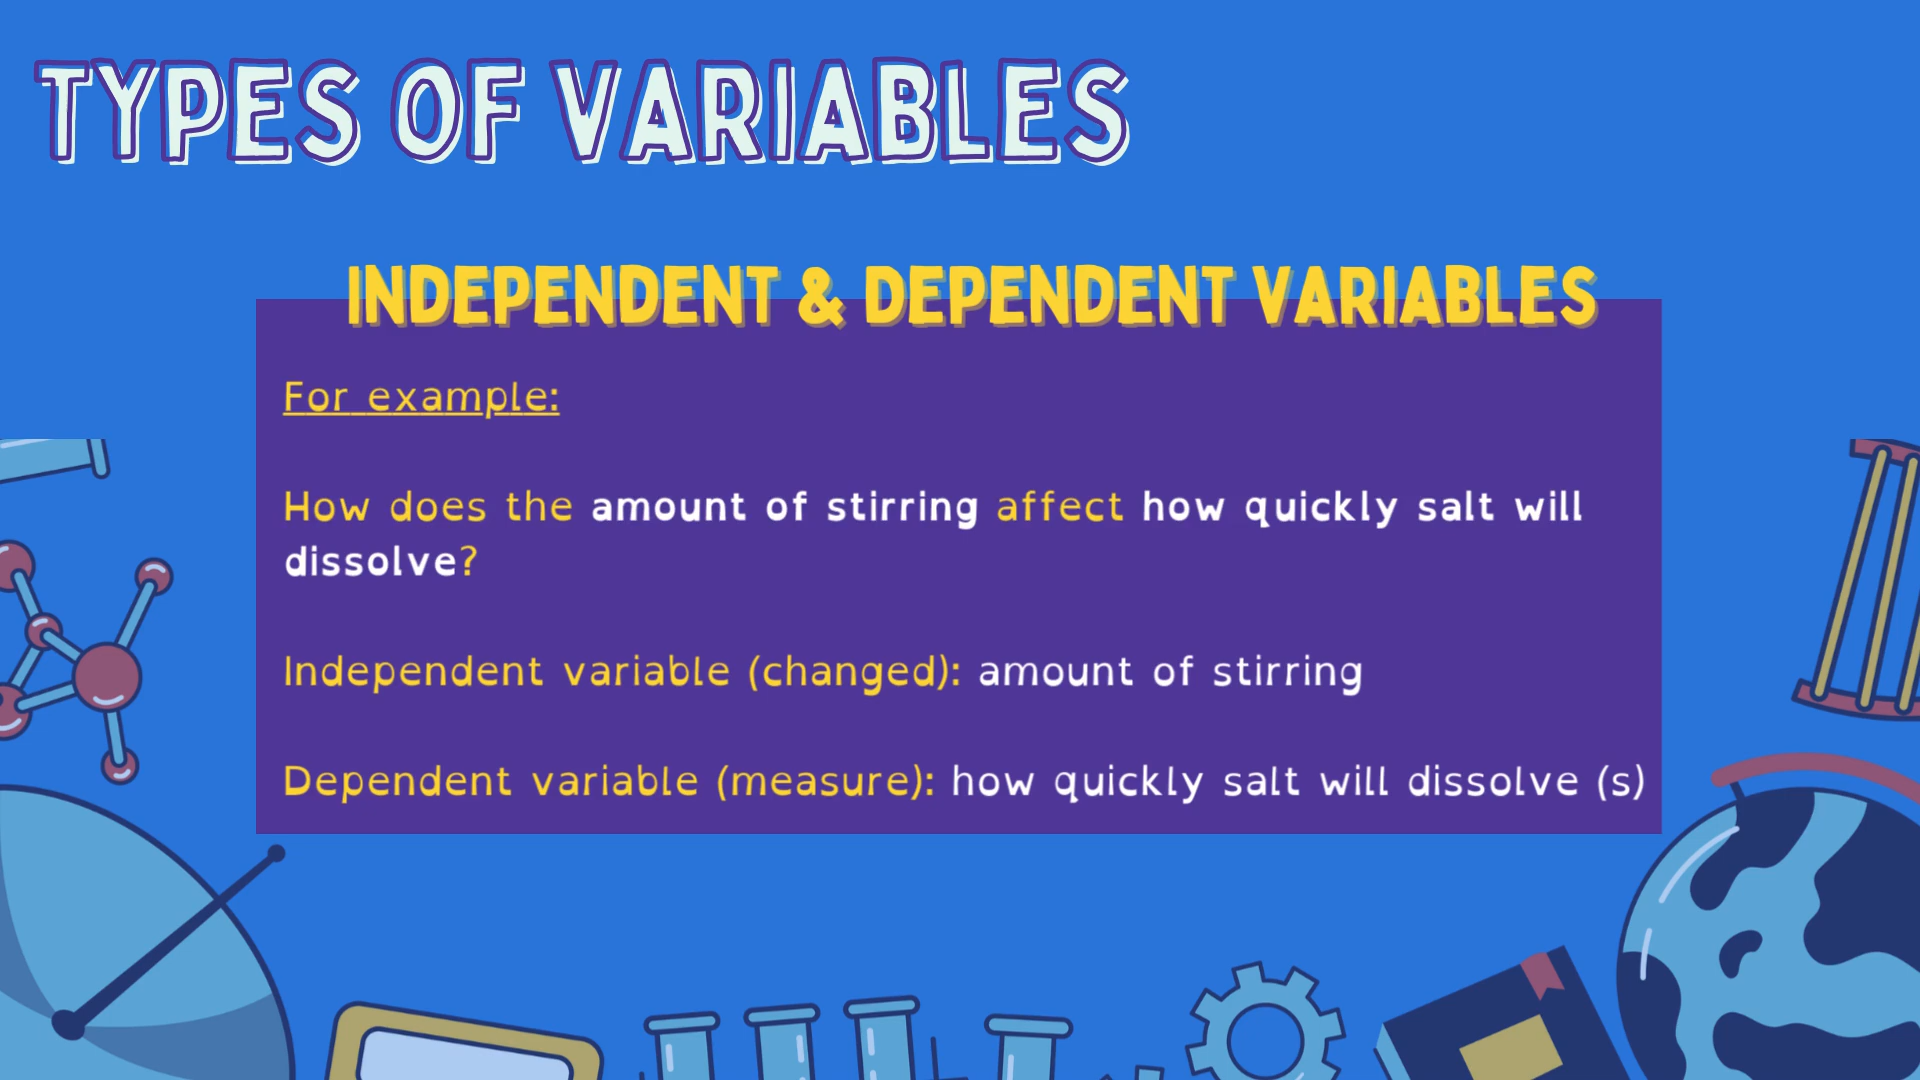 TYPES OF VARIABLES
INDEPENDENT & DEPENDENT VARIABLES
For example:
How does the amount of stirring affect how quickly salt will
dissolve?
Independent variable (changed): amount of stirring
Dependent variable (measure): how quickly salt will dissolve (s)